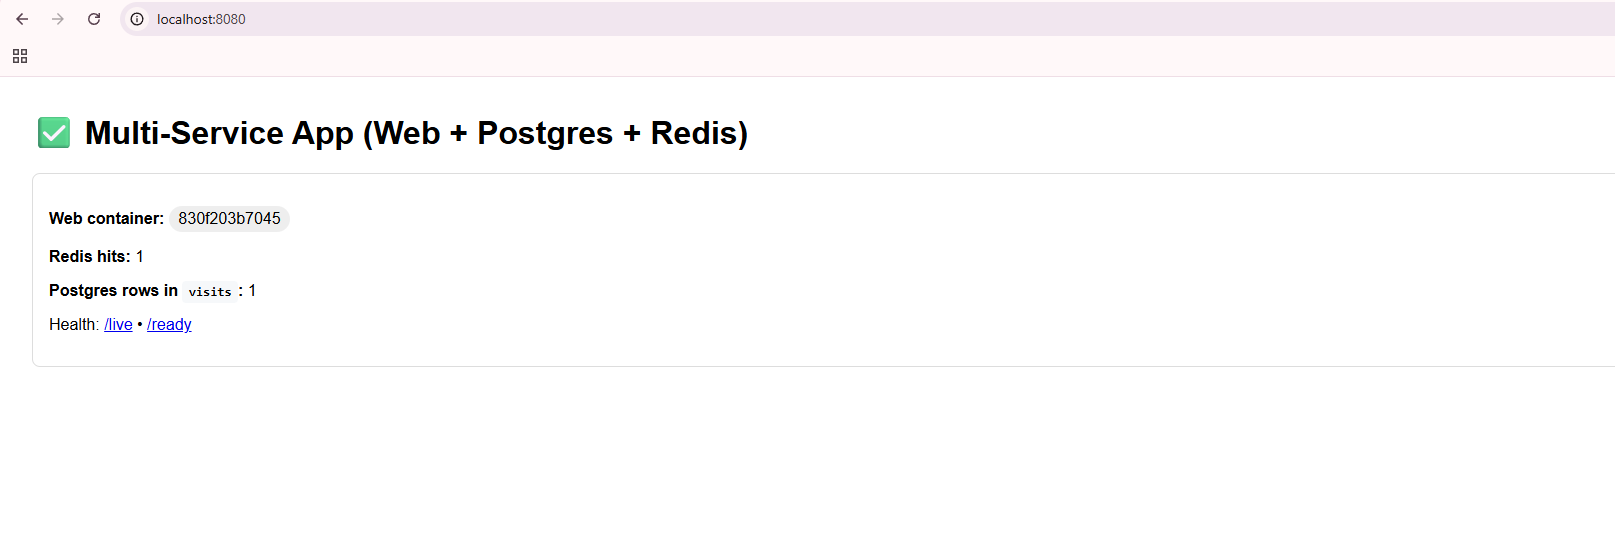 localhost:8080
✅ Multi-Service App (Web + Postgres + Redis)
Web container: 830f203b7045
Redis hits: 1
Postgres rows in visits : 1
Health: /live • /ready